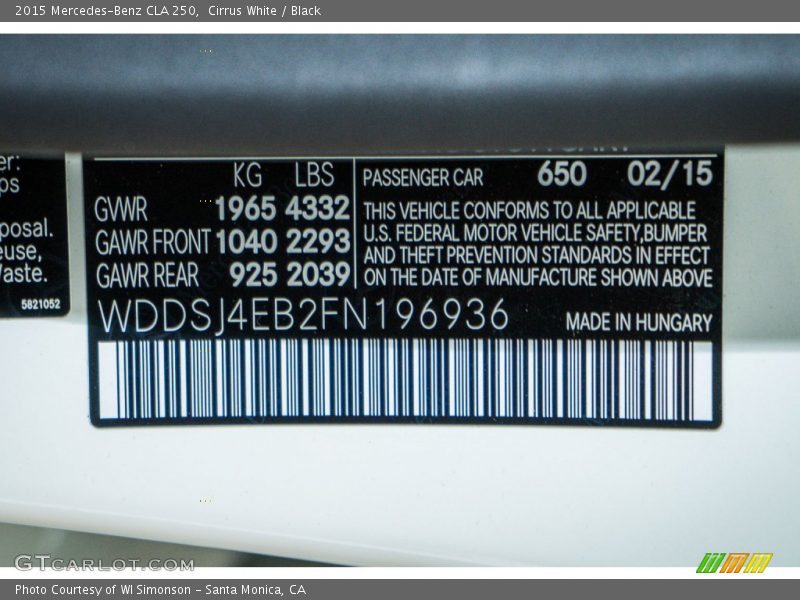 2015 Mercedes-Benz CLA 250, Cirrus White / Black
er:
ps
posal.
euse,
Waste.
5821052
KG LBS
GVWR 1965 4332
GAWR FRONT 1040 2293
GAWR REAR 925 2039
PASSENGER CAR 650 02/15
THIS VEHICLE CONFORMS TO ALL APPLICABLE
U.S. FEDERAL MOTOR VEHICLE SAFETY,BUMPER
AND THEFT PREVENTION STANDARDS IN EFFECT
ON THE DATE OF MANUFACTURE SHOWN ABOVE
WDDSJ4EB2FN196936
MADE IN HUNGARY
GTCARLOT.COM
Photo Courtesy of WI Simonson - Santa Monica, CA